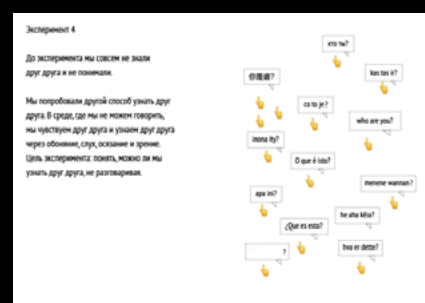 Эксперимент 4
До эксперимента мы совсем не знали
друг друга и не понимали.
Мы попробовали другой способ узнать друг
друга. В среде, где мы не можем говорить,
мы чувствуем друг друга и узнаем друг друга
через обоняние, слух, осязание и зрение.
Цель эксперимента: понять, можно ли мы
узнать друг друга, не разговаривая.
кто ты?
你是誰?
kas tas ir?
co to je?
who are you?
inona ity?
O que è isto?
menene wannan?
apa ini?
he aha kēia?
¿Que es esto?
hva er dette?
?